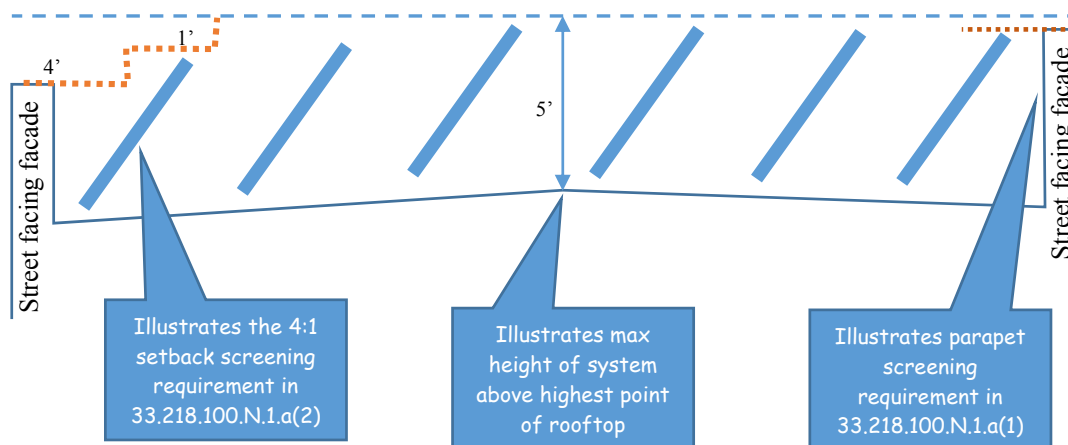 1’
4’
5’
Street facing facade
Street facing facade
Illustrates the 4:1
setback screening
requirement in
33.218.100.N.1.a(2)
Illustrates max
height of system
above highest point
of rooftop
Illustrates parapet
screening
requirement in
33.218.100.N.1.a(1)